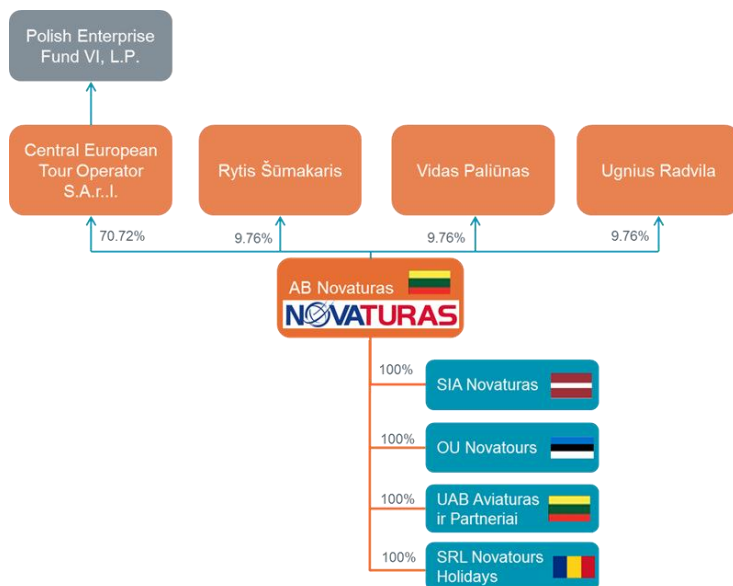 Polish Enterprise
Fund VI, L.P.
Central European
Tour Operator
S.A.r..l.
Rytis Šūmakaris
Vidas Paliūnas
Ugnius Radvila
70.72%
9.76%
9.76%
9.76%
AB Novaturas
NOVATURAS
100%
SIA Novaturas
100%
OU Novatours
100%
UAB Aviaturas
ir Partneriai
100%
SRL Novatours
Holidays